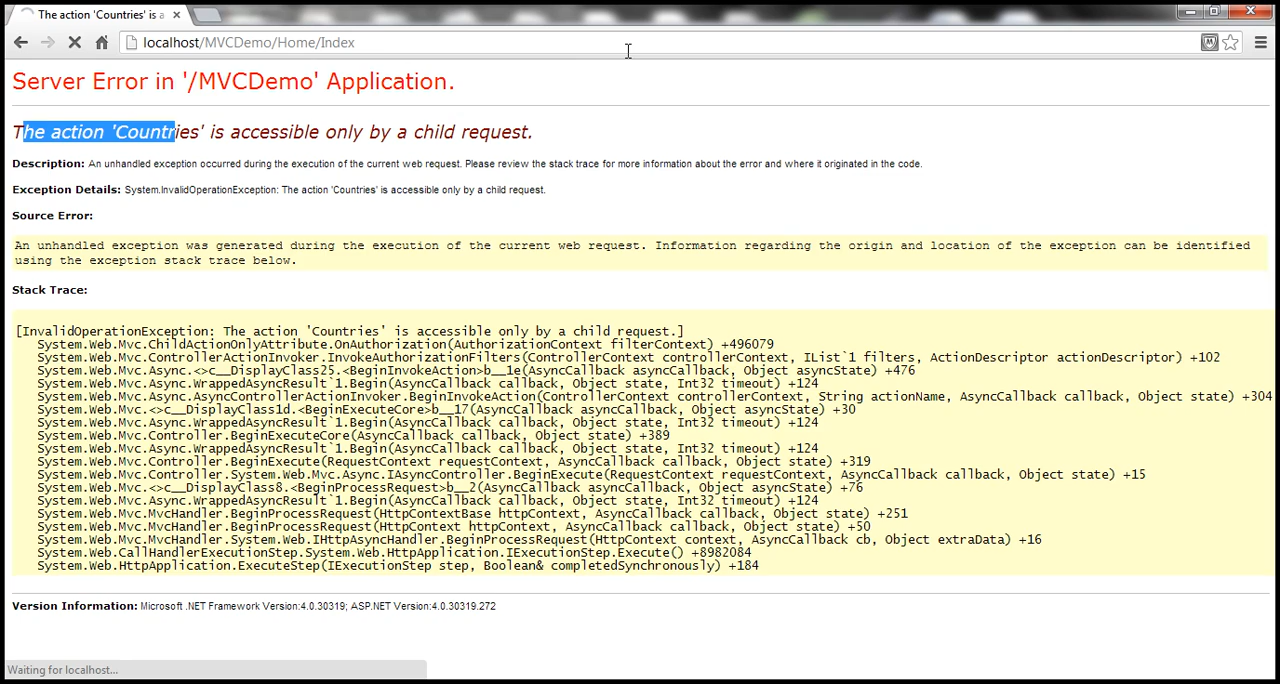 The action 'Countries' is a
localhost/MVCDemo/Home/Index
Server Error in '/MVCDemo' Application.
The action 'Countries' is accessible only by a child request.
Description: An unhandled exception occurred during the execution of the current web request. Please review the stack trace for more information about the error and where it originated in the code.
Exception Details: System.InvalidOperationException: The action 'Countries' is accessible only by a child request.
Source Error:
An unhandled exception was generated during the execution of the current web request. Information regarding the origin and location of the exception can be identified
using the exception stack trace below.
Stack Trace:
[InvalidOperationException: The action 'Countries' is accessible only by a child request.]
System.Web.Mvc.ChildActionOnlyAttribute.OnAuthorization(AuthorizationContext filterContext) +496079
System.Web.Mvc.ControllerActionInvoker.InvokeAuthorizationFilters(ControllerContext controllerContext, IList`1 filters, ActionDescriptor actionDescriptor) +102
System.Web.Mvc.Async.<>c__DisplayClass25.<BeginInvokeAction>b__1e(AsyncCallback asyncCallback, Object asyncState) +476
System.Web.Mvc.Async.WrappedAsyncResult`1.Begin(AsyncCallback callback, Object state, Int32 timeout) +124
System.Web.Mvc.Async.AsyncControllerActionInvoker.BeginInvokeAction(ControllerContext controllerContext, String actionName, AsyncCallback callback, Object state) +304
System.Web.Mvc.<>c__DisplayClass1d.<BeginExecuteCore>b__17(AsyncCallback asyncCallback, Object asyncState) +30
System.Web.Mvc.Async.WrappedAsyncResult`1.Begin(AsyncCallback callback, Object state, Int32 timeout) +124
System.Web.Mvc.Controller.BeginExecuteCore(AsyncCallback callback, Object state) +389
System.Web.Mvc.Async.WrappedAsyncResult`1.Begin(AsyncCallback callback, Object state, Int32 timeout) +124
System.Web.Mvc.Controller.BeginExecute(RequestContext requestContext, AsyncCallback callback, Object state) +319
System.Web.Mvc.Controller.System.Web.Mvc.Async.IAsyncController.BeginExecute(RequestContext requestContext, AsyncCallback callback, Object state) +15
System.Web.Mvc.<>c__DisplayClass8.<BeginProcessRequest>b__2(AsyncCallback asyncCallback, Object asyncState) +76
System.Web.Mvc.Async.WrappedAsyncResult`1.Begin(AsyncCallback callback, Object state, Int32 timeout) +124
System.Web.Mvc.MvcHandler.BeginProcessRequest(HttpContextBase httpContext, AsyncCallback callback, Object state) +251
System.Web.Mvc.MvcHandler.BeginProcessRequest(HttpContext httpContext, AsyncCallback callback, Object state) +50
System.Web.Mvc.MvcHandler.System.Web.IHttpAsyncHandler.BeginProcessRequest(HttpContext context, AsyncCallback cb, Object extraData) +16
System.Web.CallHandlerExecutionStep.System.Web.HttpApplication.IExecutionStep.Execute() +8982084
System.Web.HttpApplication.ExecuteStep(IExecutionStep step, Boolean& completedSynchronously) +184
Version Information: Microsoft .NET Framework Version:4.0.30319; ASP.NET Version:4.0.30319.272
Waiting for localhost...